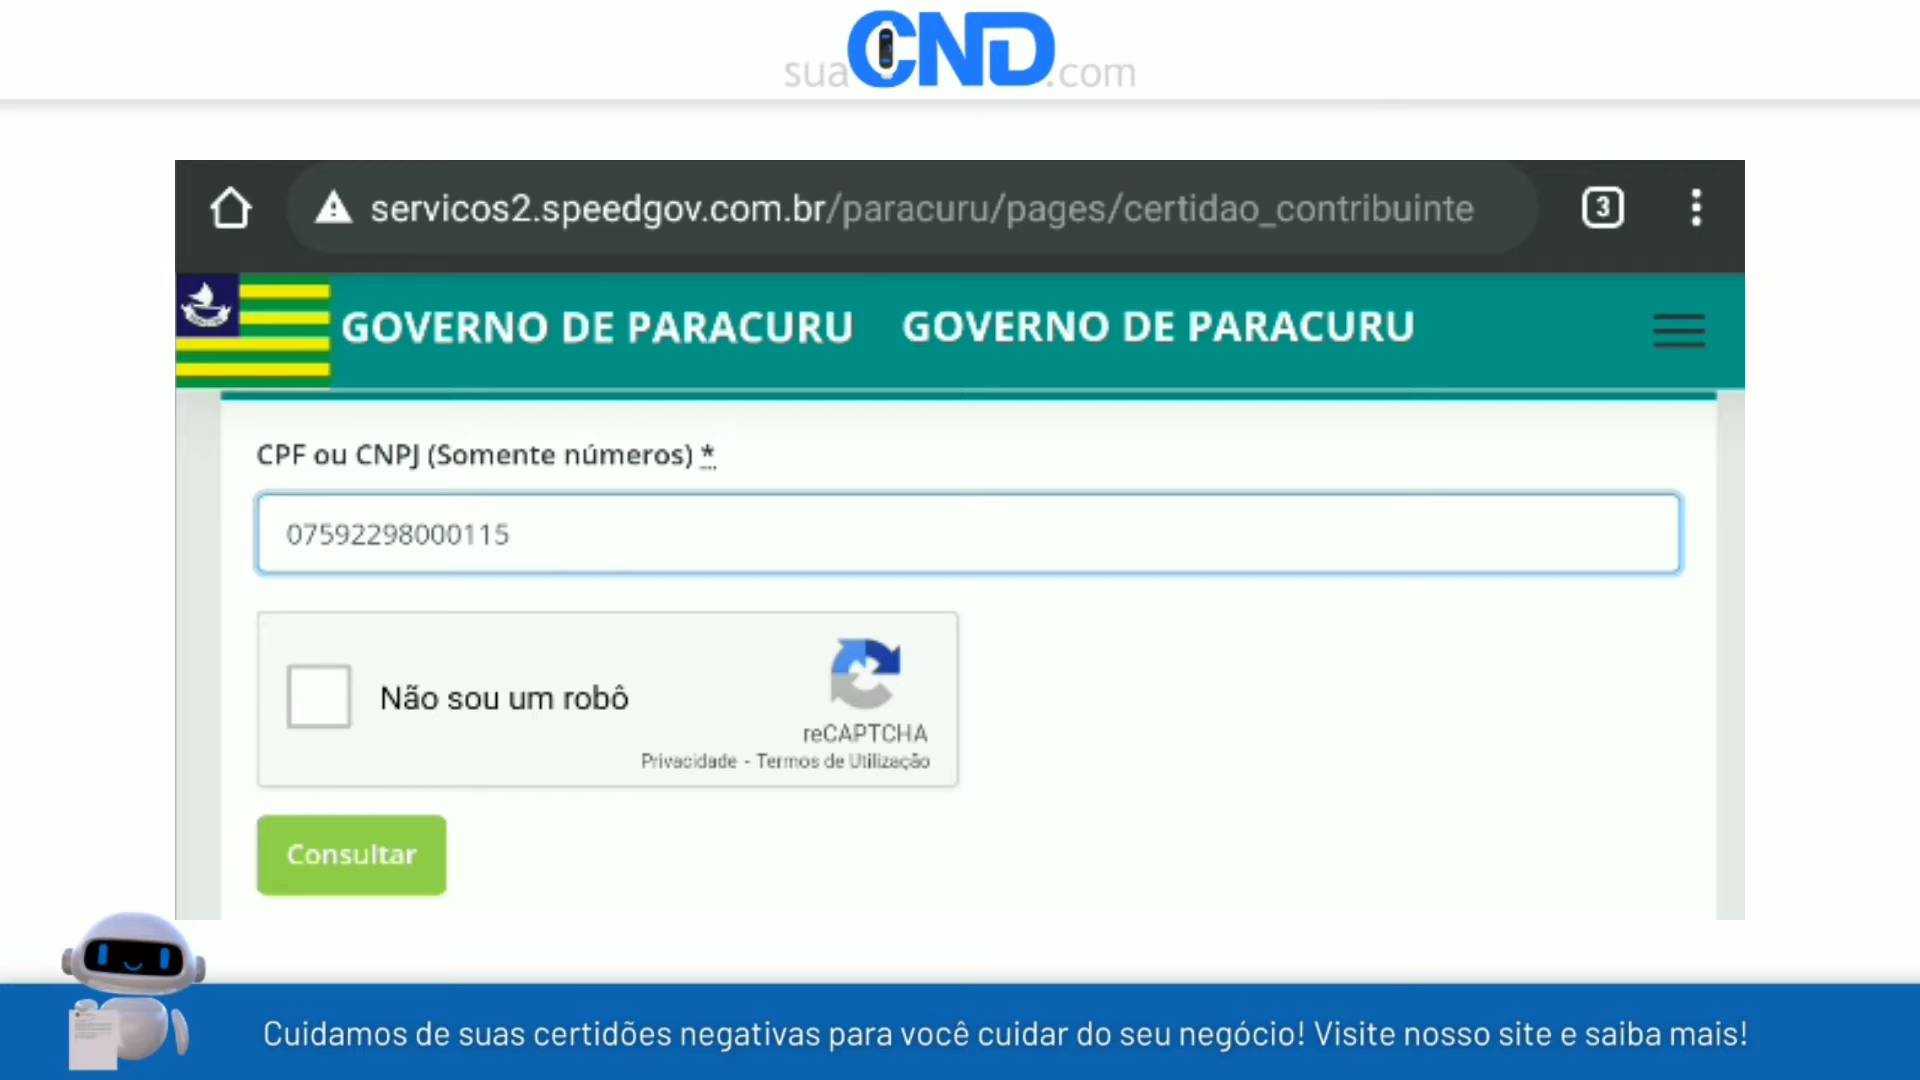 suaCND.com
servicos2.speedgov.com.br/paracuru/pages/certidao_contribuinte
3
GOVERNO DE PARACURU GOVERNO DE PARACURU
CPF ou CNPJ (Somente números) *
07592298000115
Não sou um robô
reCAPTCHA
Privacidade - Termos de Utilização
Consultar
Cuidamos de suas certidões negativas para você cuidar do seu negócio! Visite nosso site e saiba mais!